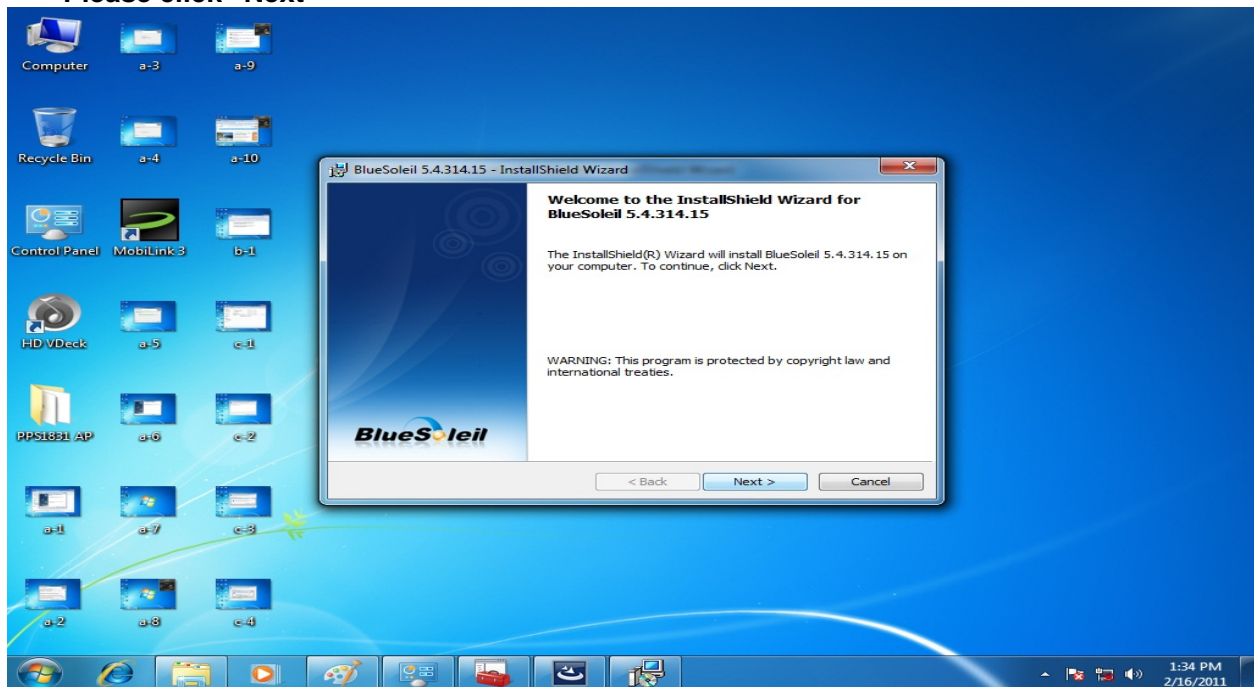 Please click "Next"
Computer
a-3
a-9
Recycle Bin
a-4
a-10
Control Panel
MobiLink 3
b-1
HD VDeck
a-5
c-1
PPS1831 AP
a-6
c-2
a-1
a-7
c-3
a-2
a-8
c-4
BlueSoleil 5.4.314.15 - InstallShield Wizard
Welcome to the InstallShield Wizard for
BlueSoleil 5.4.314.15
The InstallShield(R) Wizard will install BlueSoleil 5.4.314.15 on
your computer. To continue, click Next.
WARNING: This program is protected by copyright law and
international treaties.
BlueSoleil
< Back
Next >
Cancel
1:34 PM
2/16/2011